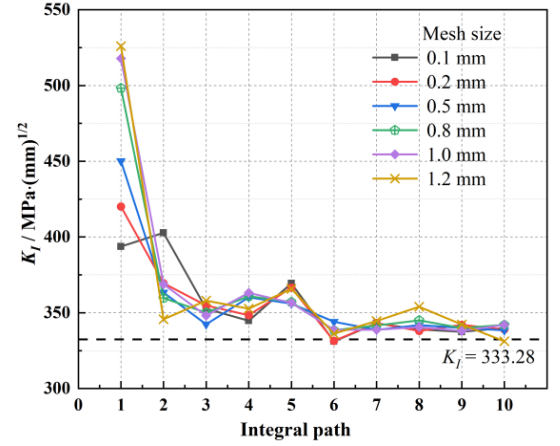 550
500
450
400
350
300
K_I / MPa·(mm)^{1/2}
Mesh size
0.1 mm
0.2 mm
0.5 mm
0.8 mm
1.0 mm
1.2 mm
K_I = 333.28
1 2 3 4 5 6 7 8 9 10
Integral path